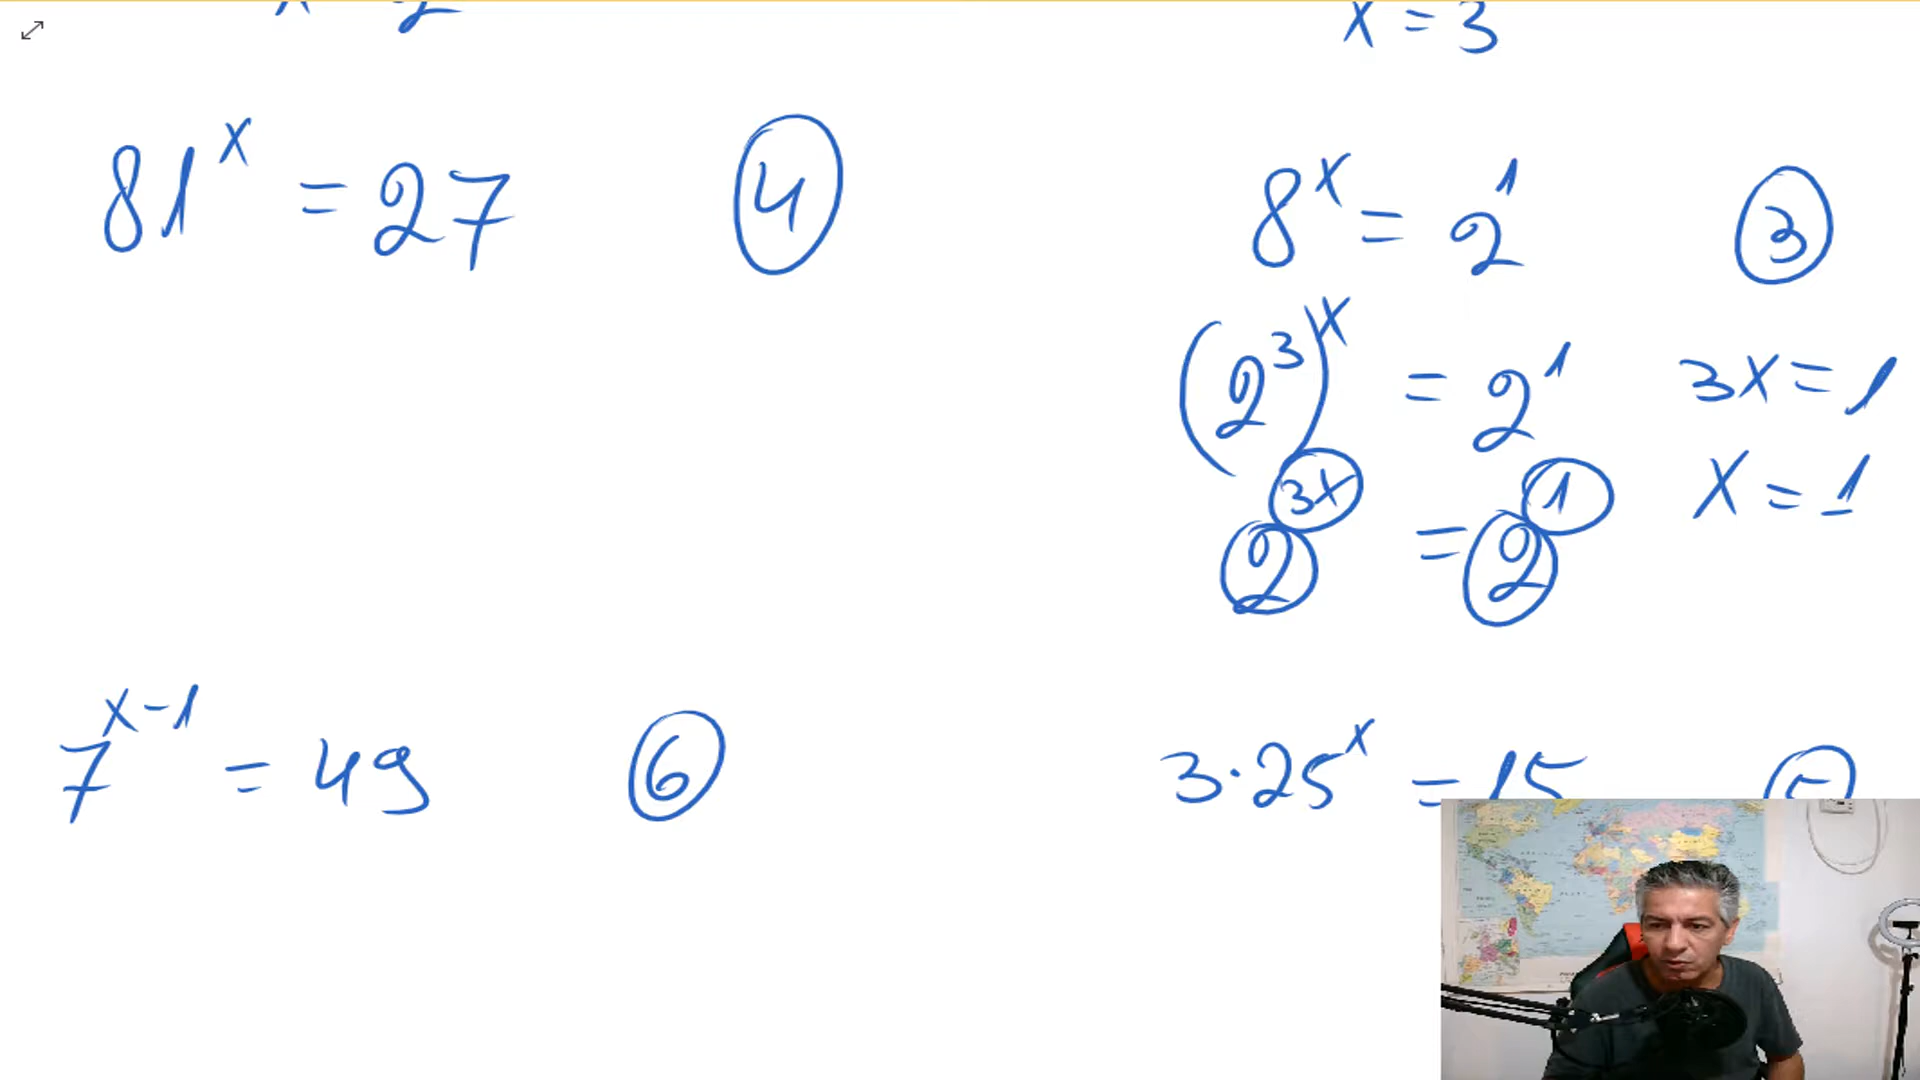 x = 3
81^x = 27
4
8^x = 2^1
3
(2^3)^x = 2^1
3x = 1
2^3x = 2^1
x = 1
7^x-1 = 49
6
3·25^x = 15